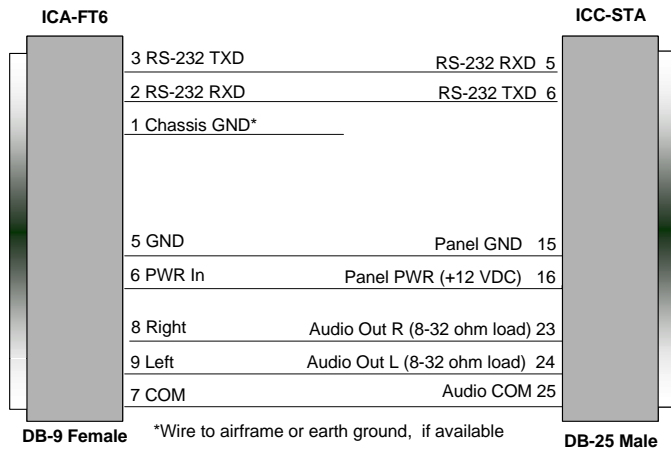 ICA-FT6 ICC-STA
3 RS-232 TXD RS-232 RXD 5
2 RS-232 RXD RS-232 TXD 6
1 Chassis GND*
5 GND Panel GND 15
6 PWR In Panel PWR (+12 VDC) 16
8 Right Audio Out R (8-32 ohm load) 23
9 Left Audio Out L (8-32 ohm load) 24
7 COM Audio COM 25
DB-9 Female *Wire to airframe or earth ground, if available DB-25 Male